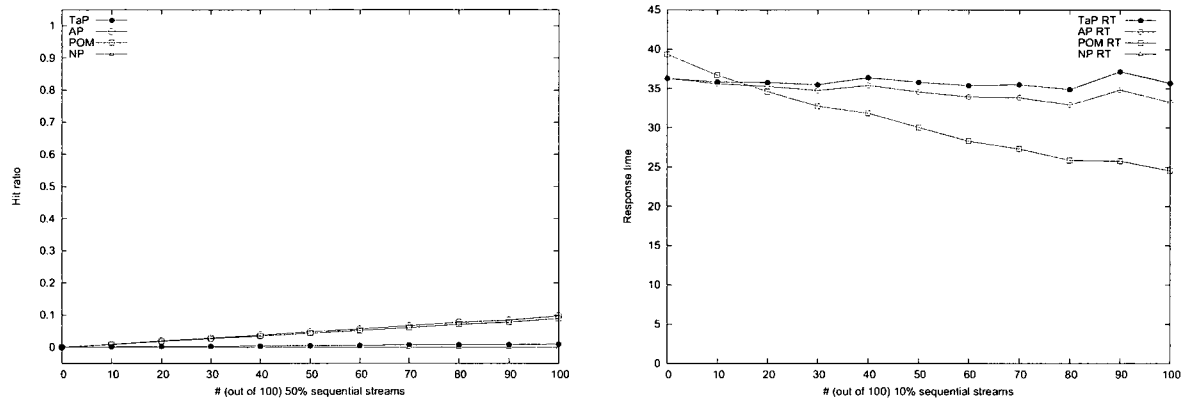 TaP
AP
POM
NP
1
0.9
0.8
0.7
0.6
0.5
0.4
0.3
0.2
0.1
0
Hit ratio
0 10 20 30 40 50 60 70 80 90 100
# (out of 100) 50% sequential streams
TaP RT
AP RT
POM RT
NP RT
45
40
35
30
25
20
15
10
5
0
Response time
0 10 20 30 40 50 60 70 80 90 100
# (out of 100) 10% sequential streams